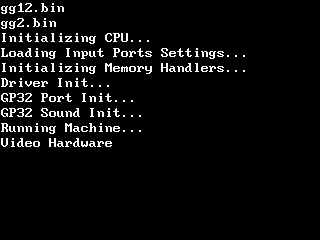 gg12.bin
gg2.bin
Initializing CPU...
Loading Input Ports Settings...
Initializing Memory Handlers...
Driver Init...
GP32 Port Init...
GP32 Sound Init...
Running Machine...
Video Hardware